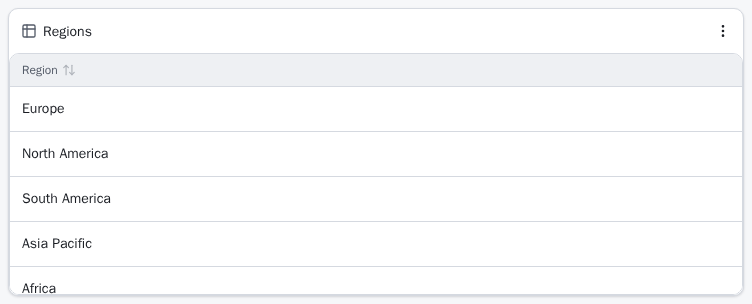 Regions
Region
Europe
North America
South America
Asia Pacific
Africa